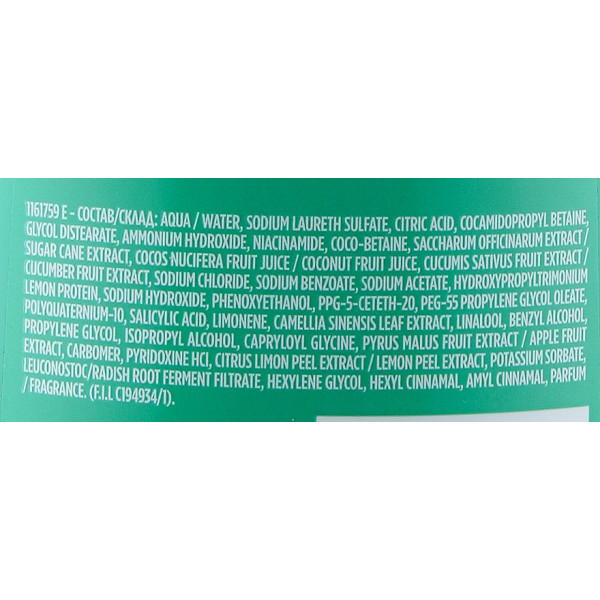 1161759 E - СОСТАВ/СКЛАД: AQUA / WATER, SODIUM LAURETH SULFATE, CITRIC ACID, COCAMIDOPROPYL BETAINE,
GLYCOL DISTEARATE, AMMONIUM HYDROXIDE, NIACINAMIDE, COCO-BETAINE, SACCHARUM OFFICINARUM EXTRACT /
SUGAR CANE EXTRACT, COCOS NUCIFERA FRUIT JUICE / COCONUT FRUIT JUICE, CUCUMIS SATIVUS FRUIT EXTRACT /
CUCUMBER FRUIT EXTRACT, SODIUM CHLORIDE, SODIUM BENZOATE, SODIUM ACETATE, HYDROXYPROPYLTRIMONIUM
LEMON PROTEIN, SODIUM HYDROXIDE, PHENOXYETHANOL, PPG-5-CETETH-20, PEG-55 PROPYLENE GLYCOL OLEATE,
POLYQUATERNIUM-10, SALICYLIC ACID, LIMONENE, CAMELLIA SINENSIS LEAF EXTRACT, LINALOOL, BENZYL ALCOHOL,
PROPYLENE GLYCOL, ISOPROPYL ALCOHOL, CAPRYLOYL GLYCINE, PYRUS MALUS FRUIT EXTRACT / APPLE FRUIT
EXTRACT, CARBOMER, PYRIDOXINE HCI, CITRUS LIMON PEEL EXTRACT / LEMON PEEL EXTRACT, POTASSIUM SORBATE,
LEUCONOSTOC/RADISH ROOT FERMENT FILTRATE, HEXYLENE GLYCOL, HEXYL CINNAMAL, AMYL CINNAMAL, PARFUM
/ FRAGRANCE. (F.I.L C194934/1).